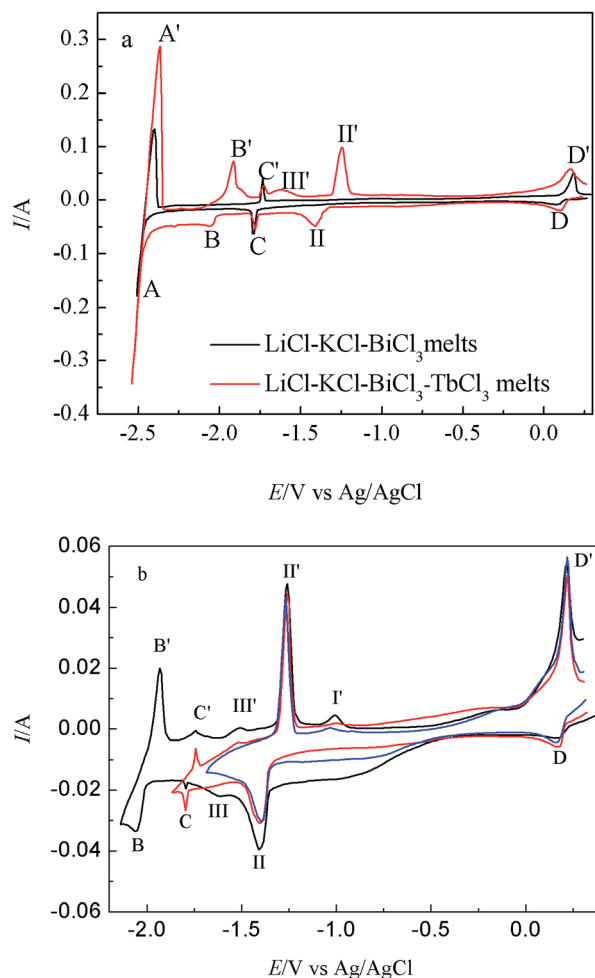 a
A'
B'
C'
III'
II'
D'
A
B
C
II
D
0.3
0.2
0.1
0.0
-0.1
-0.2
-0.3
-0.4
I/A
LiCl-KCl-BiCl₃melts
LiCl-KCl-BiCl₃-TbCl₃ melts
-2.5 -2.0 -1.5 -1.0 -0.5 0.0
E/V vs Ag/AgCl
b
B'
C'
III'
II'
I'
D'
B
C
III
II
D
0.06
0.04
0.02
0.00
-0.02
-0.04
-0.06
I/A
-2.0 -1.5 -1.0 -0.5 0.0
E/V vs Ag/AgCl